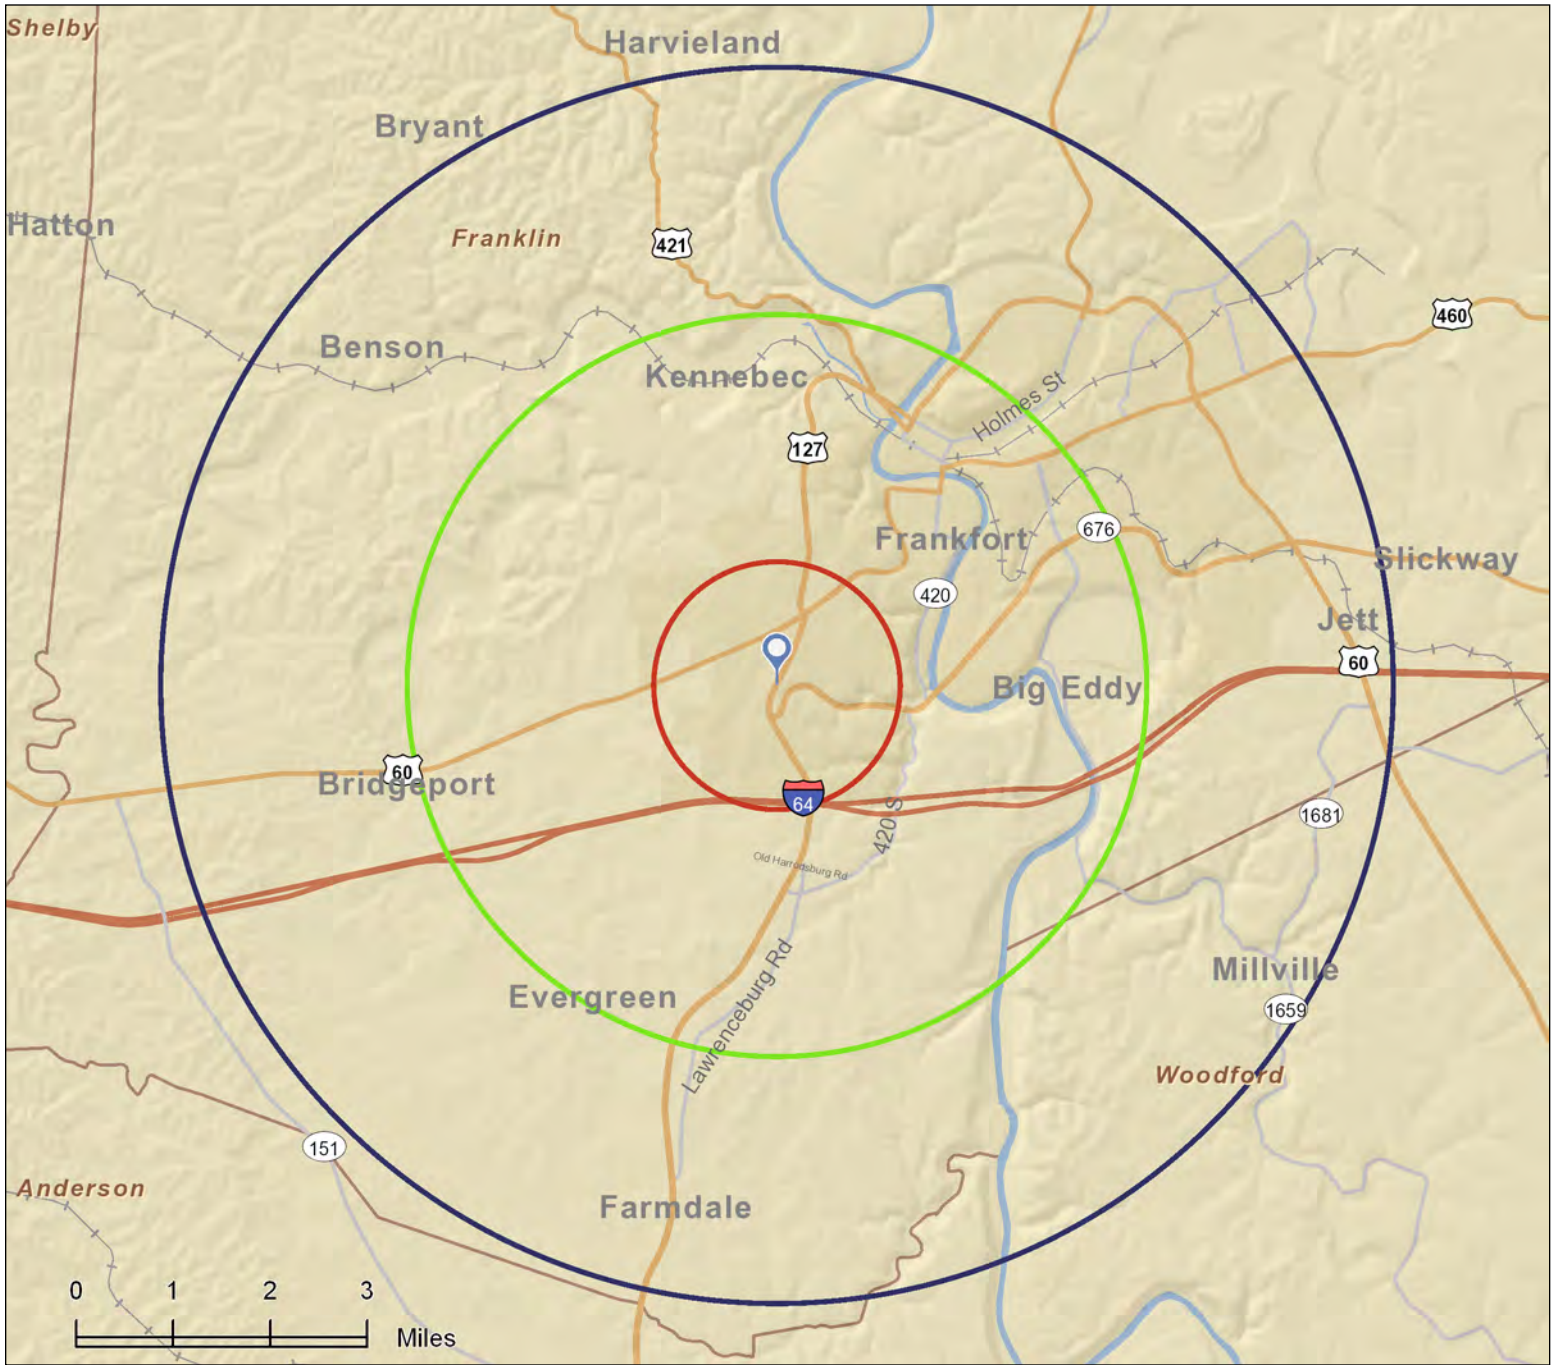 Shelby
Harvieland
Bryant
Hatton
Franklin
421
460
Benson
Kennebec
Holmes St
127
676
Frankfort
Slickway
420
Jett
60
Big Eddy
60
Bridgeport
64
1681
420 S
Old Harrodsburg Rd
Millville
Evergreen
1659
Lawrenceburg Rd
Woodford
151
Anderson
Farmdale
0 1 2 3
Miles